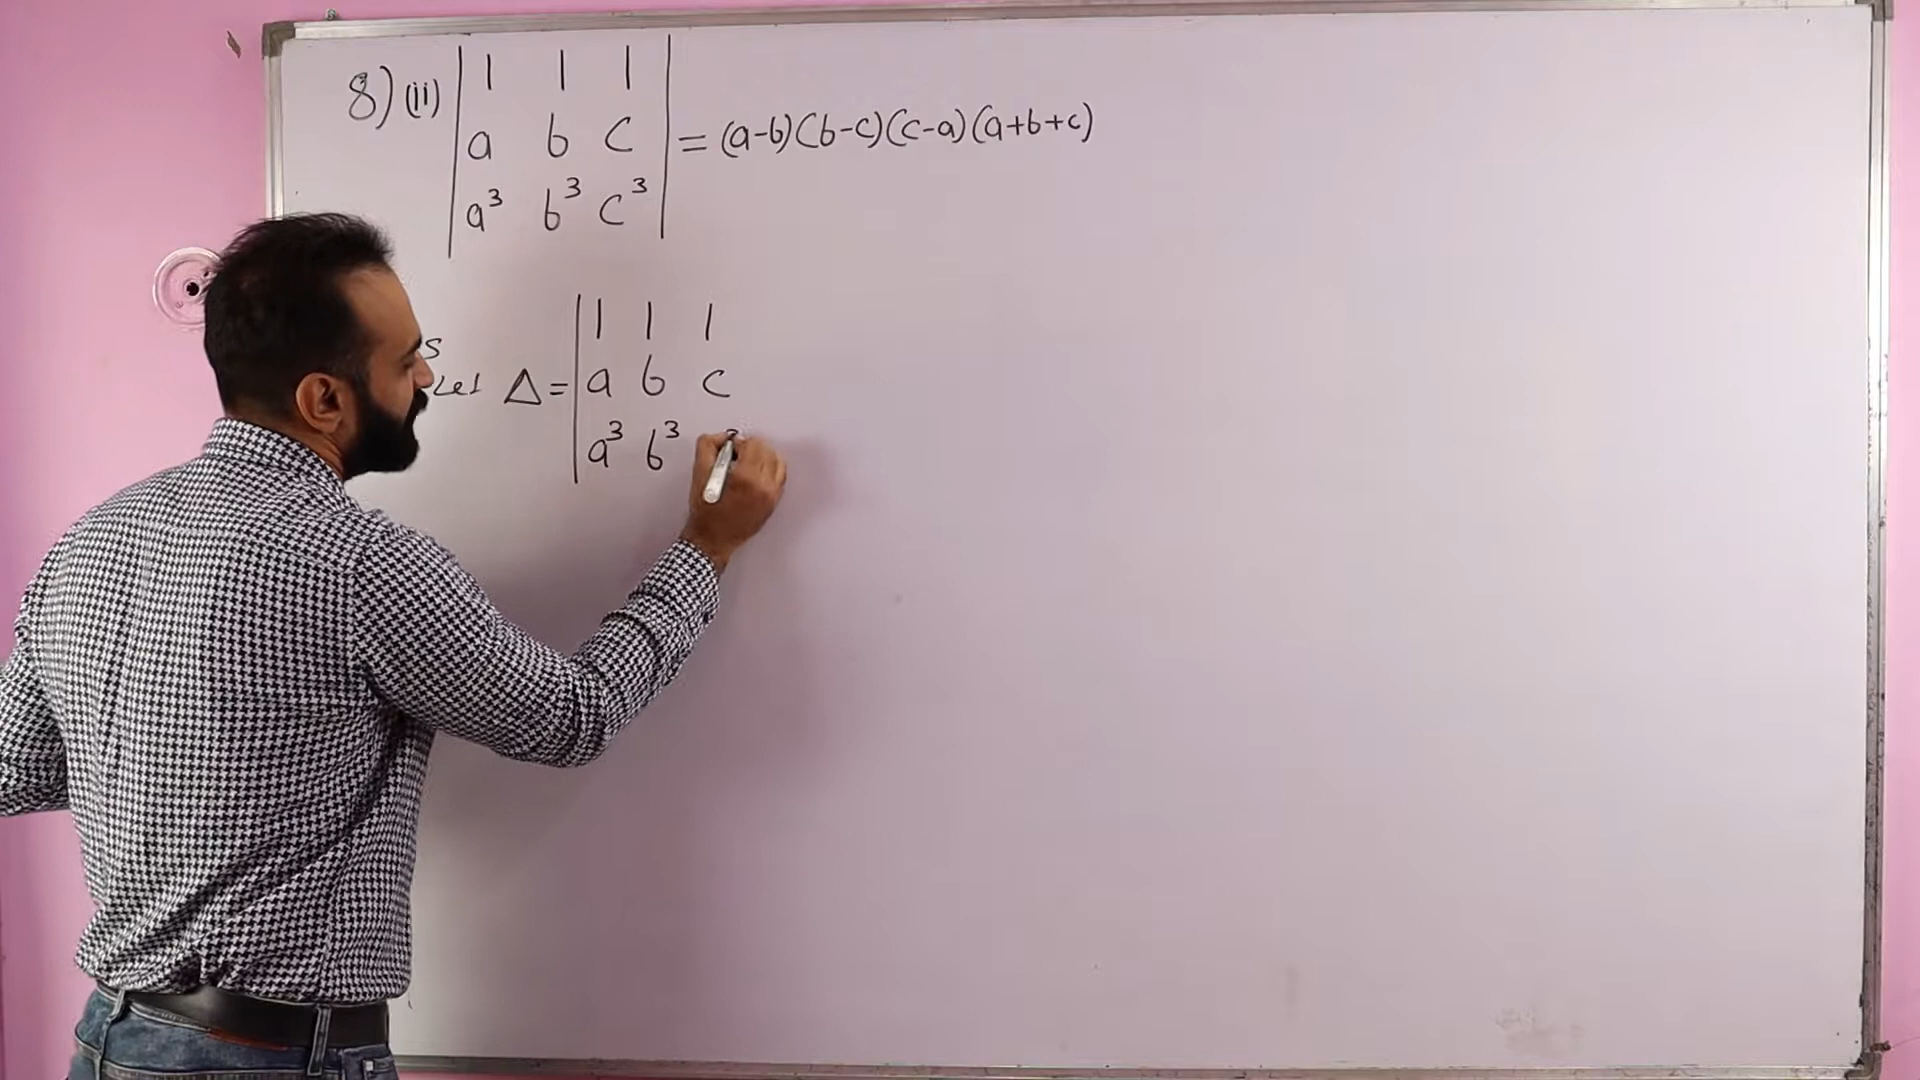 8) (ii) | 1 1 1 |
| a b c | = (a-b)(b-c)(c-a)(a+b+c)
| a³ b³ c³ |
| 1 1 1
Let Δ = | a b c
| a³ b³